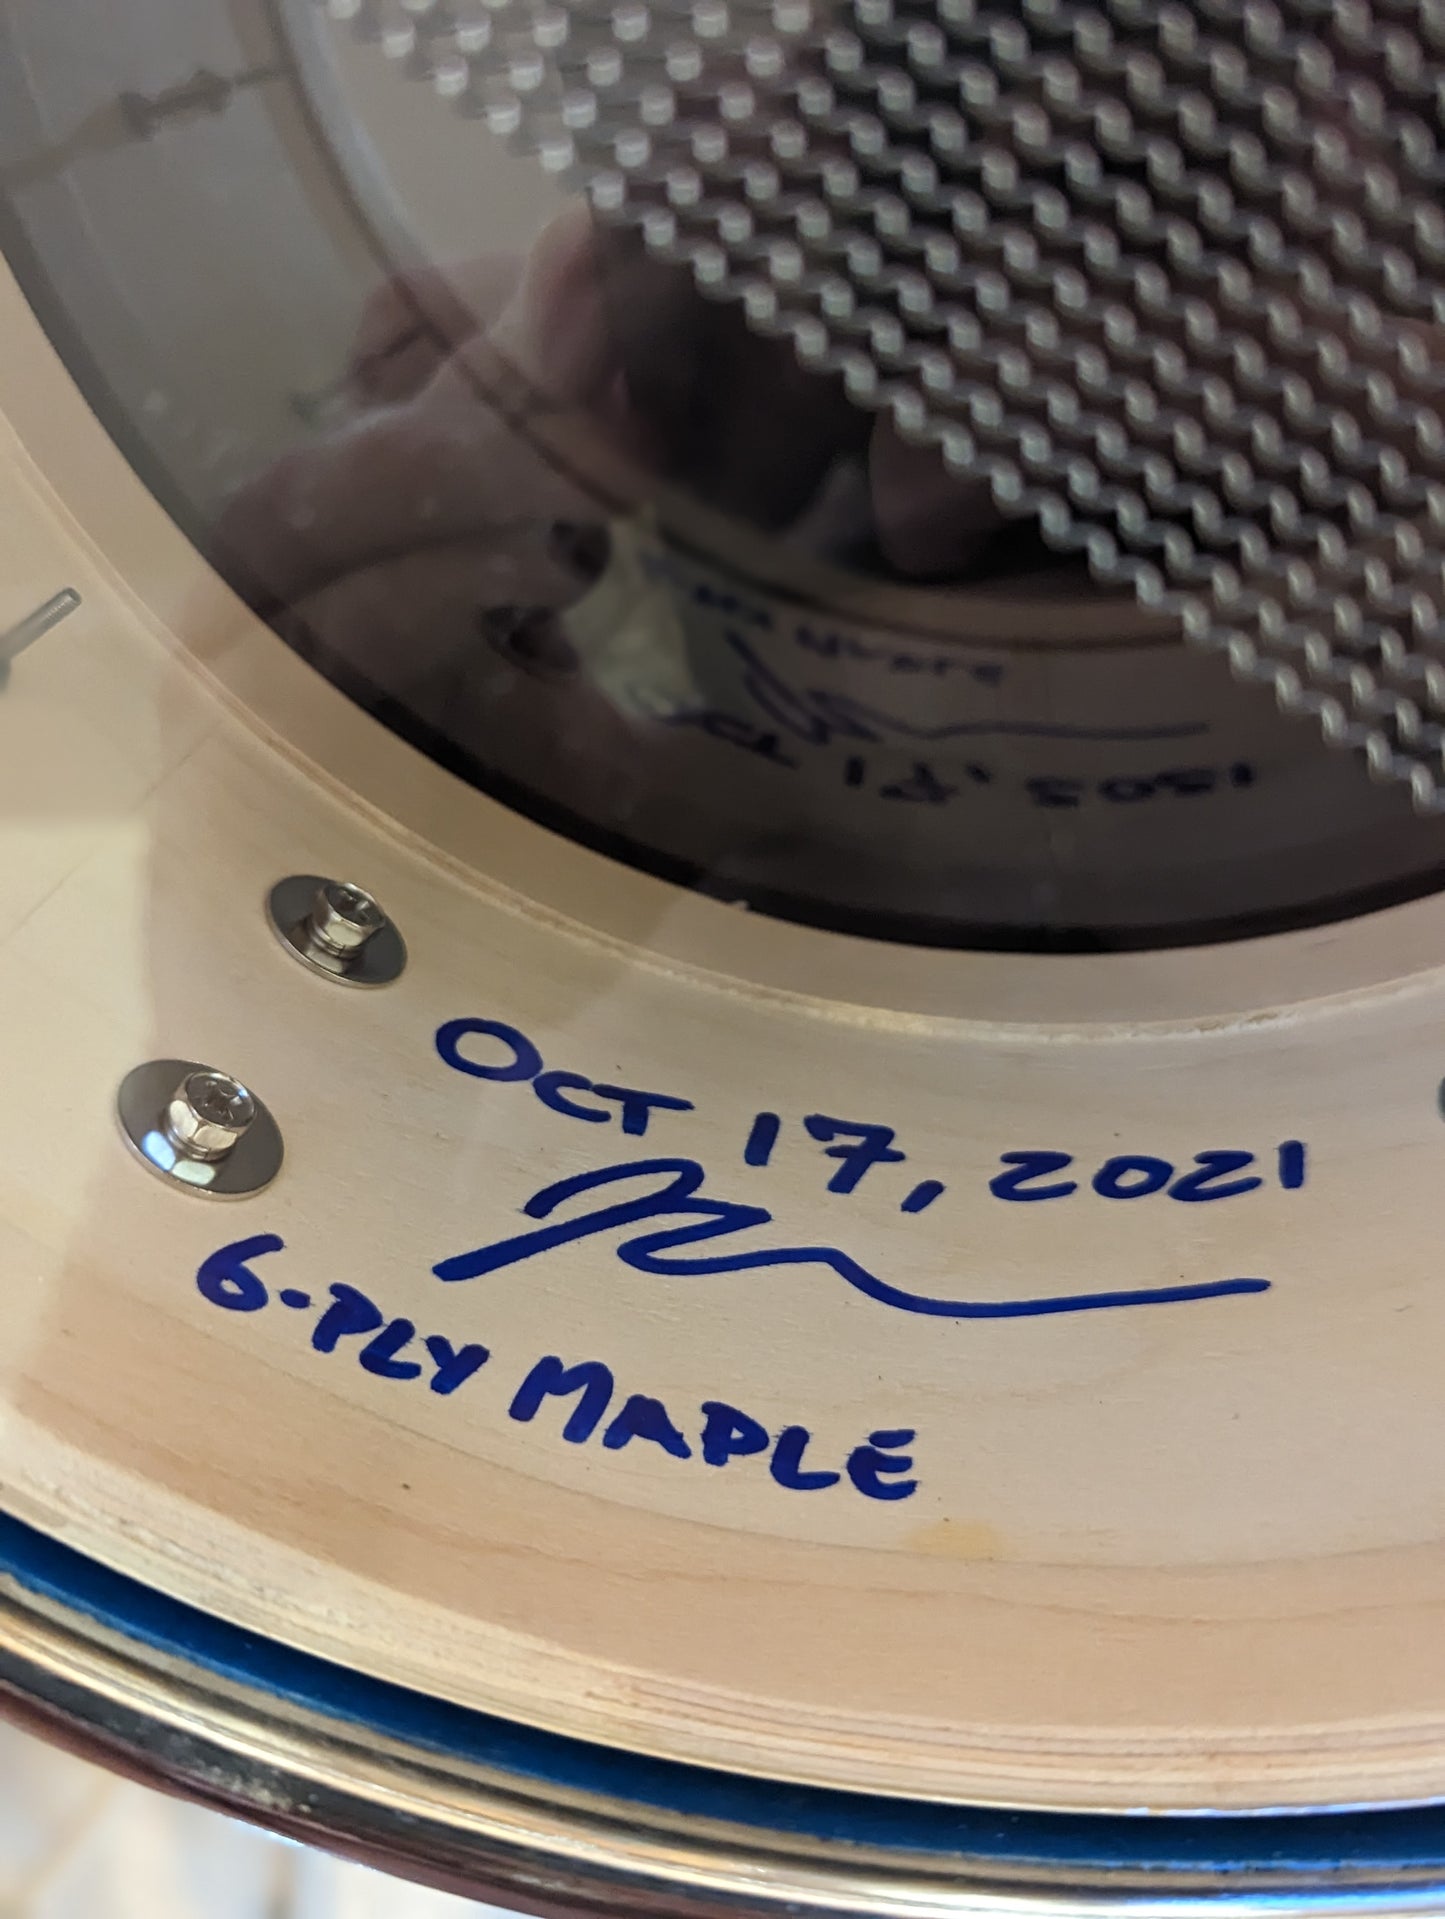 OCT 17, 2021
6-PLY MAPLE